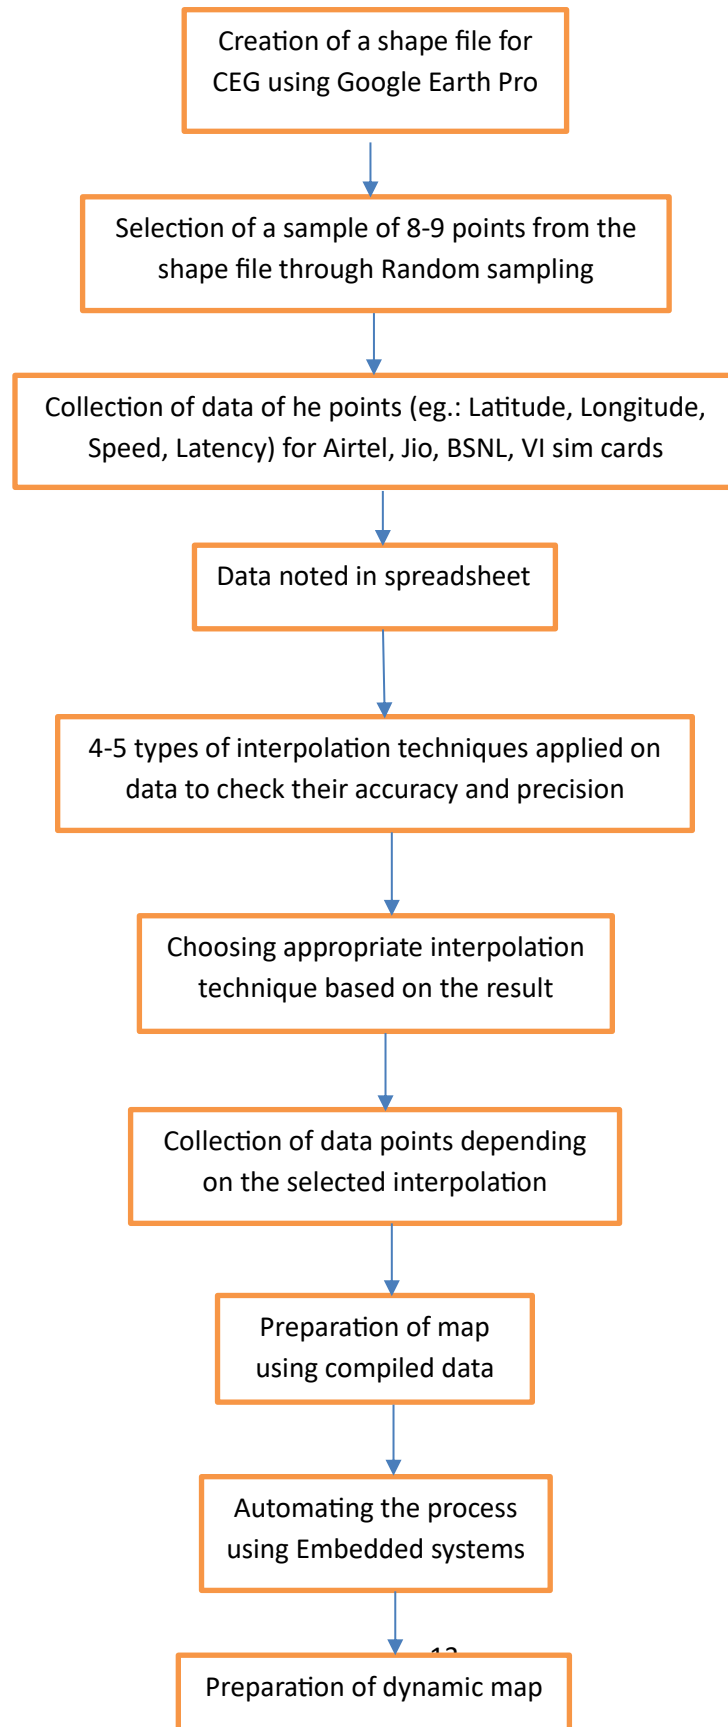 Creation of a shape file for
CEG using Google Earth Pro
Selection of a sample of 8-9 points from the
shape file through Random sampling
Collection of data of he points (eg.: Latitude, Longitude,
Speed, Latency) for Airtel, Jio, BSNL, VI sim cards
Data noted in spreadsheet
4-5 types of interpolation techniques applied on
data to check their accuracy and precision
Choosing appropriate interpolation
technique based on the result
Collection of data points depending
on the selected interpolation
Preparation of map
using compiled data
Automating the process
using Embedded systems
Preparation of dynamic map